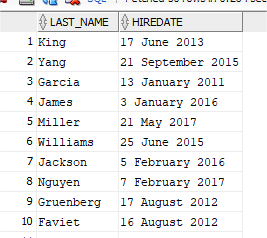 LAST_NAME HIREDATE
1 King 17 June 2013
2 Yang 21 September 2015
3 Garcia 13 January 2011
4 James 3 January 2016
5 Miller 21 May 2017
6 Williams 25 June 2015
7 Jackson 5 February 2016
8 Nguyen 7 February 2017
9 Gruenberg 17 August 2012
10 Faviet 16 August 2012